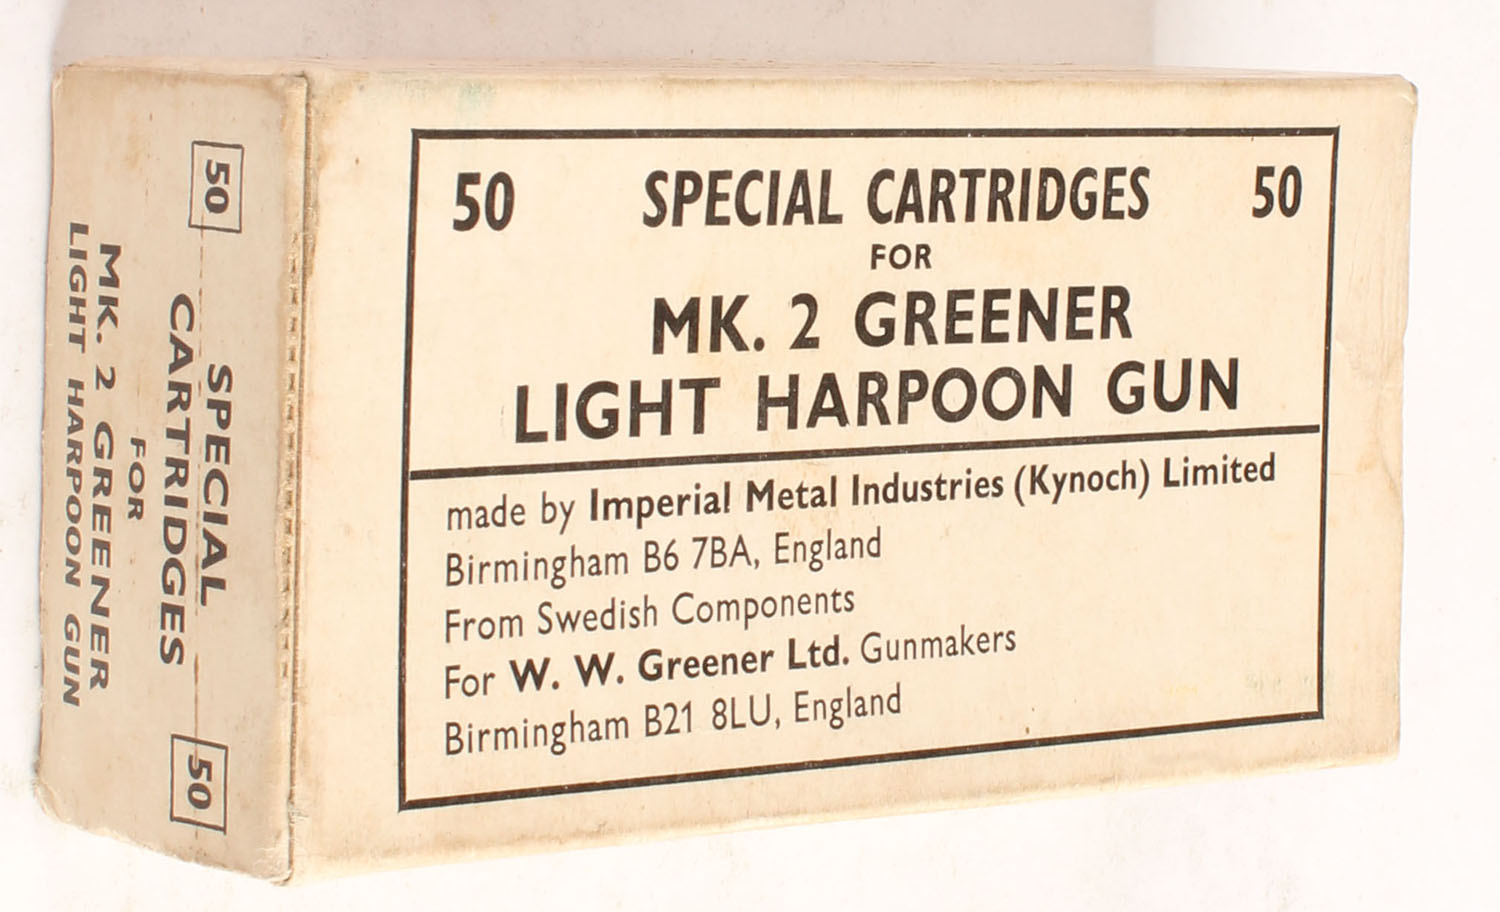 50 SPECIAL CARTRIDGES 50
FOR
MK. 2 GREENER
LIGHT HARPOON GUN
made by Imperial Metal Industries (Kynoch) Limited
Birmingham B6 7BA, England
From Swedish Components
For W. W. Greener Ltd. Gunmakers
Birmingham B21 8LU, England
50 SPECIAL 50
CARTRIDGES
FOR
MK. 2 GREENER
LIGHT HARPOON GUN